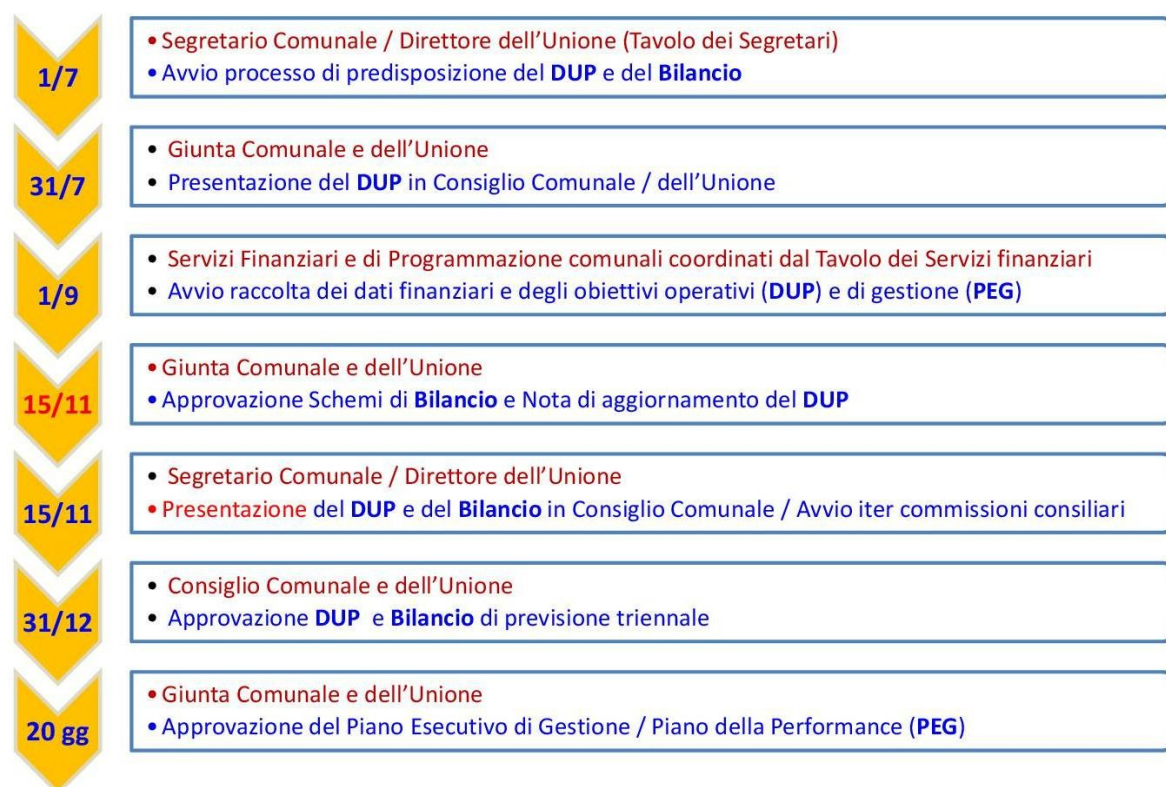 1/7
•Segretario Comunale / Direttore dell’Unione (Tavolo dei Segretari)
•Avvio processo di predisposizione del DUP e del Bilancio
31/7
• Giunta Comunale e dell’Unione
• Presentazione del DUP in Consiglio Comunale / dell’Unione
1/9
• Servizi Finanziari e di Programmazione comunali coordinati dal Tavolo dei Servizi finanziari
• Avvio raccolta dei dati finanziari e degli obiettivi operativi (DUP) e di gestione (PEG)
15/11
•Giunta Comunale e dell’Unione
•Approvazione Schemi di Bilancio e Nota di aggiornamento del DUP
15/11
• Segretario Comunale / Direttore dell’Unione
•Presentazione del DUP e del Bilancio in Consiglio Comunale / Avvio iter commissioni consiliari
31/12
• Consiglio Comunale e dell’Unione
• Approvazione DUP e Bilancio di previsione triennale
20 gg
•Giunta Comunale e dell’Unione
•Approvazione del Piano Esecutivo di Gestione / Piano della Performance (PEG)